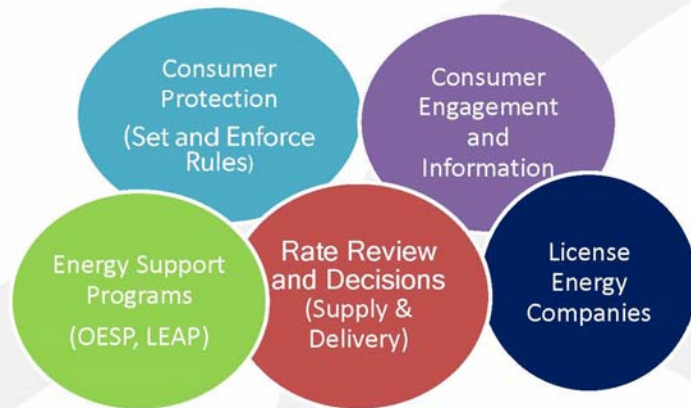 Consumer
Protection
(Set and Enforce
Rules)
Consumer
Engagement
and
Information
Energy Support
Programs
(OESP, LEAP)
Rate Review
and Decisions
(Supply &
Delivery)
License
Energy
Companies